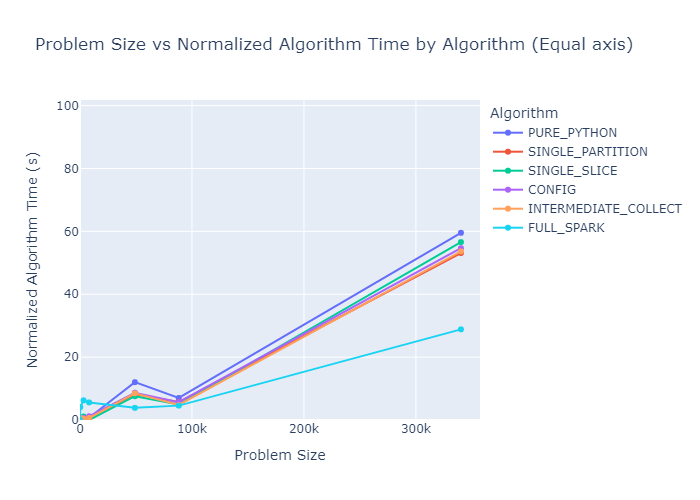 Problem Size vs Normalized Algorithm Time by Algorithm (Equal axis)
Normalized Algorithm Time (s)
100
80
60
40
20
0
0
100k
200k
300k
Problem Size
Algorithm
PURE_PYTHON
SINGLE_PARTITION
SINGLE_SLICE
CONFIG
INTERMEDIATE_COLLECT
FULL_SPARK